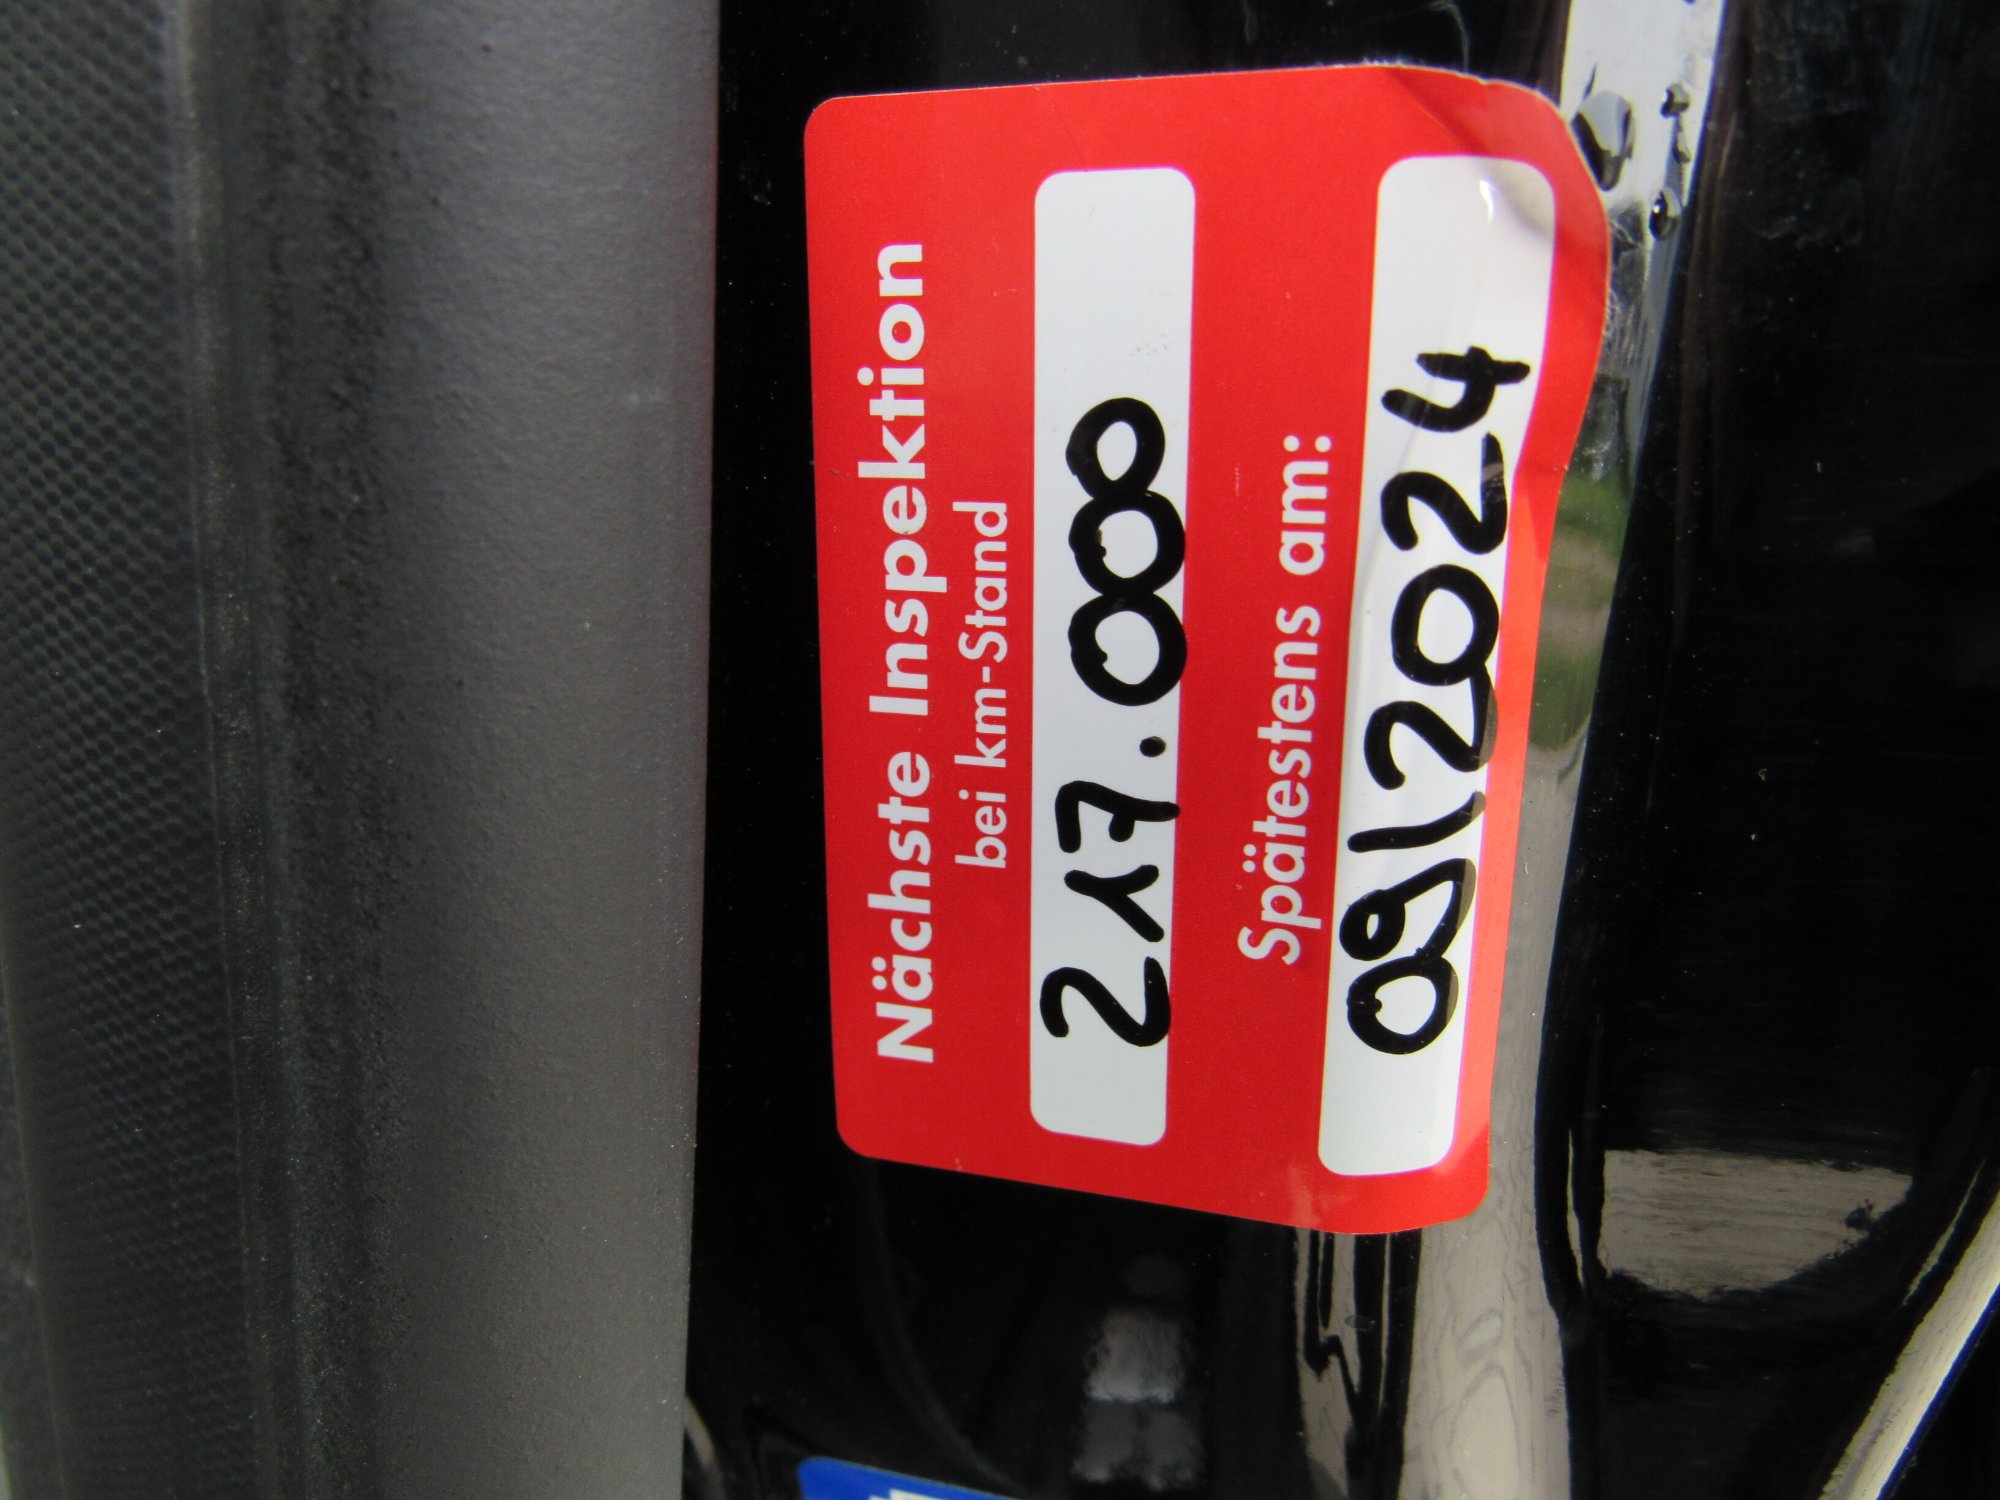 Nächste Inspektion
bei km-Stand
217.000
Spätestens am:
09/2024